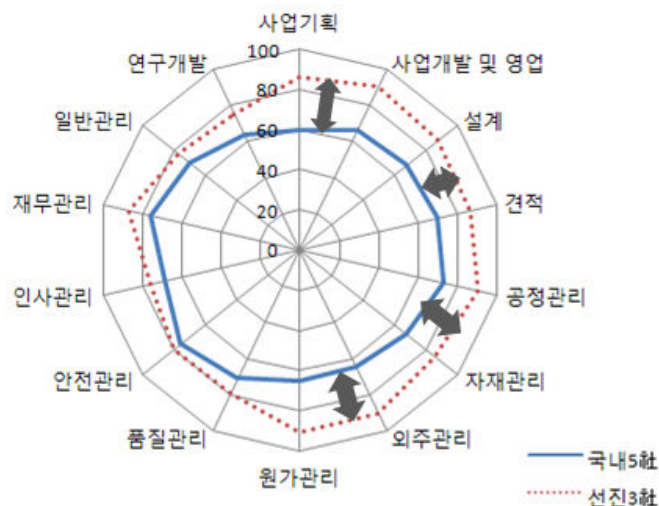 사업기획
사업개발 및 영업
설계
견적
공정관리
자재관리
외주관리
원가관리
품질관리
안전관리
인사관리
재무관리
일반관리
연구개발
100
80
60
40
20
0
국내5社
선진3社